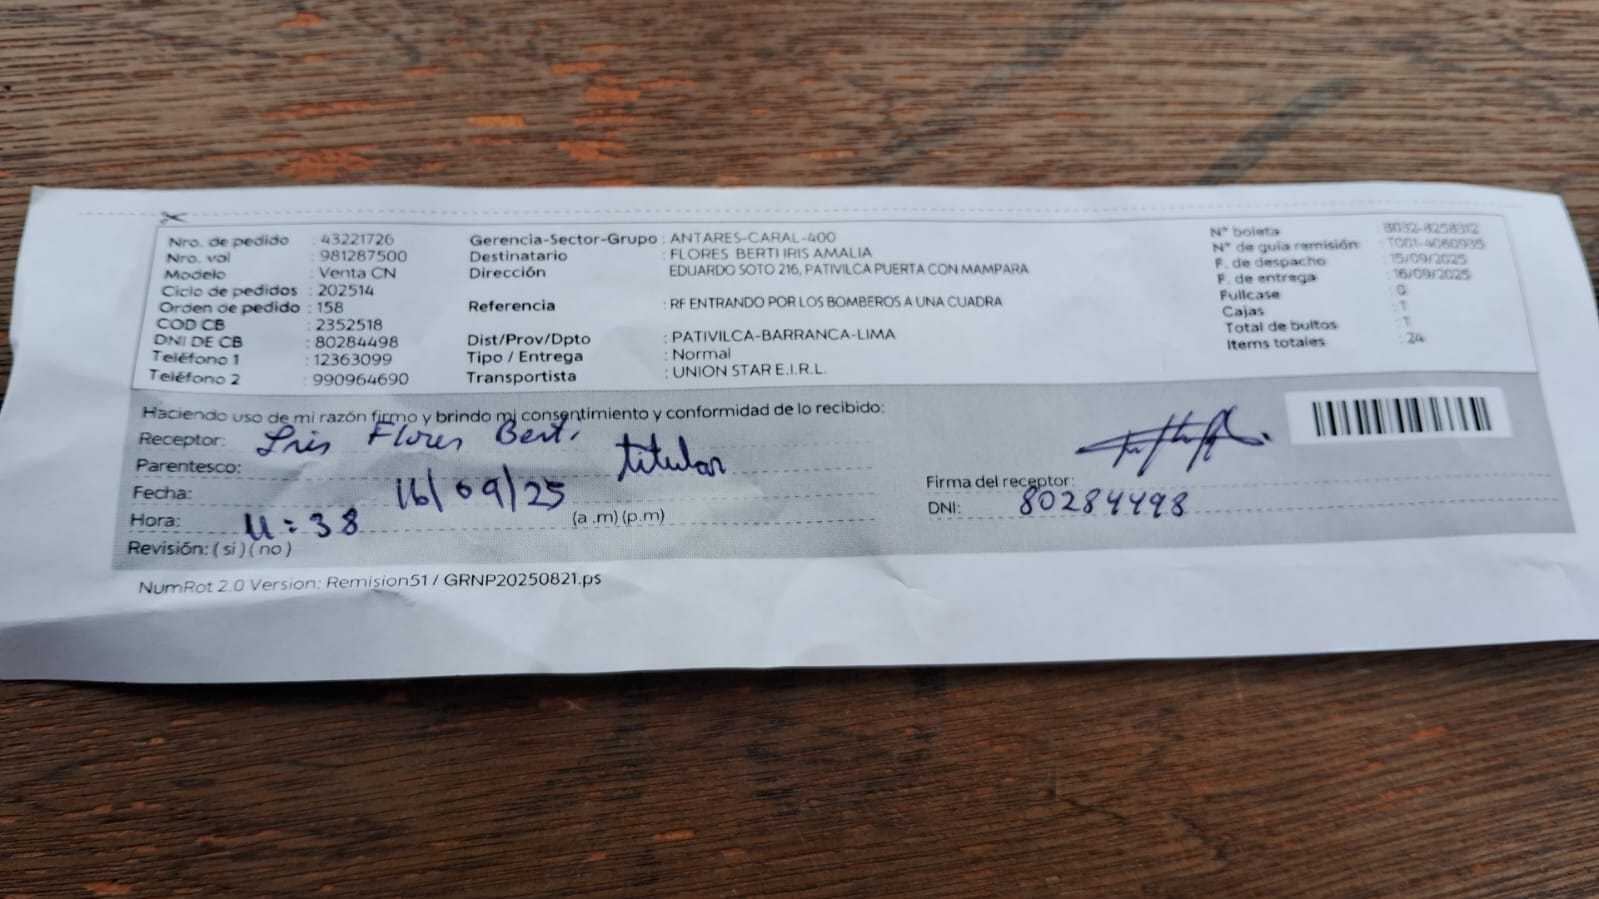 Nro. de pedido : 43221726
Nro. vol : 981287500
Modelo : Venta CN
Ciclo de pedidos : 202514
Orden de pedido : 158
COD CB : 2352518
DNI DE CB : 80284498
Teléfono 1 : 12363099
Teléfono 2 : 990964690
Gerencia-Sector-Grupo : ANTARES-CARAL-400
Destinatario : FLORES BERTI IRIS AMALIA
Dirección EDUARDO SOTO 216, PATIVILCA PUERTA CON MAMPARA
Referencia : RF ENTRANDO POR LOS BOMBEROS A UNA CUADRA
Dist/Prov/Dpto : PATIVILCA-BARRANCA-LIMA
Tipo / Entrega : Normal
Transportista : UNION STAR E.I.R.L.
N° boleta : B032-8258312
N° de guia remisión : T001-4060935
F. de despacho : 15/09/2025
F. de entrega : 16/09/2025
Fullcase : 0
Cajas : 1
Total de bultos : 1
Items totales : 24
Haciendo uso de mi razón firmo y brindo mi consentimiento y conformidad de lo recibido:
Receptor: Iris Flores Berti
Parentesco: titular
Fecha: 16/09/25
Hora: 11:38 (a .m) (p.m)
Revisión: ( si ) ( no )
Firma del receptor:
DNI: 80284498
NumRot 2.0 Version: Remision51 / GRNP20250821.ps